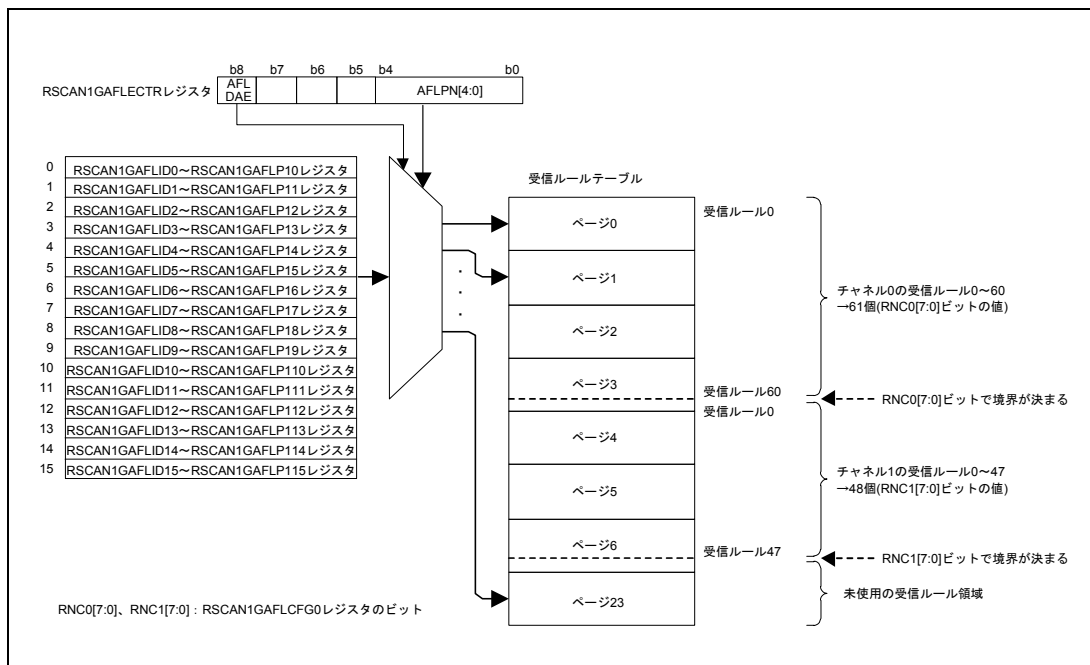 b8 b7 b6 b5 b4 b0
RSCAN1GAFLECTRレジスタ
AFL
DAE
AFLPN[4:0]
0 RSCAN1GAFLID0～RSCAN1GAFLP10レジスタ
1 RSCAN1GAFLID1～RSCAN1GAFLP11レジスタ
2 RSCAN1GAFLID2～RSCAN1GAFLP12レジスタ
3 RSCAN1GAFLID3～RSCAN1GAFLP13レジスタ
4 RSCAN1GAFLID4～RSCAN1GAFLP14レジスタ
5 RSCAN1GAFLID5～RSCAN1GAFLP15レジスタ
6 RSCAN1GAFLID6～RSCAN1GAFLP16レジスタ
7 RSCAN1GAFLID7～RSCAN1GAFLP17レジスタ
8 RSCAN1GAFLID8～RSCAN1GAFLP18レジスタ
9 RSCAN1GAFLID9～RSCAN1GAFLP19レジスタ
10 RSCAN1GAFLID10～RSCAN1GAFLP110レジスタ
11 RSCAN1GAFLID11～RSCAN1GAFLP111レジスタ
12 RSCAN1GAFLID12～RSCAN1GAFLP112レジスタ
13 RSCAN1GAFLID13～RSCAN1GAFLP113レジスタ
14 RSCAN1GAFLID14～RSCAN1GAFLP114レジスタ
15 RSCAN1GAFLID15～RSCAN1GAFLP115レジスタ
受信ルールテーブル
ページ0
ページ1
ページ2
ページ3
ページ4
ページ5
ページ6
ページ23
受信ルール0
受信ルール60
受信ルール0
受信ルール47
チャネル0の受信ルール0～60
→61個(RNC0[7:0]ビットの値)
RNC0[7:0]ビットで境界が決まる
チャネル1の受信ルール0～47
→48個(RNC1[7:0]ビットの値)
RNC1[7:0]ビットで境界が決まる
未使用の受信ルール領域
RNC0[7:0]、RNC1[7:0]：RSCAN1GAFLCFG0レジスタのビット